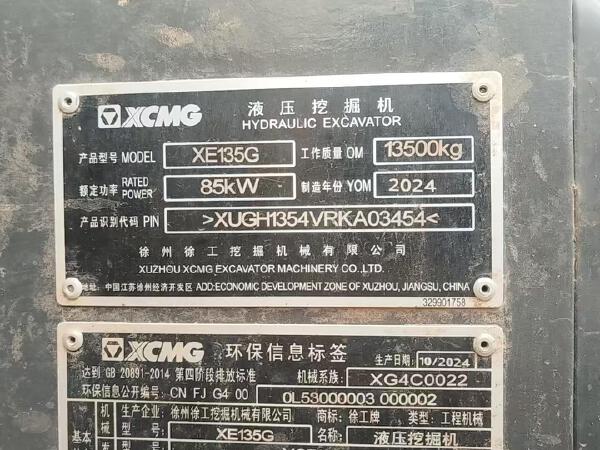 XCMG 液压挖掘机
HYDRAULIC EXCAVATOR
产品型号 MODEL XE135G 工作质量 OM 13500kg
额定功率 RATED POWER 85kW 制造年份 YOM 2024
产品识别代码 PIN >XUGH1354VRKA03454<
徐州徐工挖掘机械有限公司
XUZHOU XCMG EXCAVATOR MACHINERY CO.,LTD.
地址: 中国江苏徐州经济开发区 ADD:ECONOMIC DEVELOPMENT ZONE OF XUZHOU, JIANGSU, CHINA
329901758
XCMG 环保信息标签 生产日期: 10/2024
达到 GB 20891-2014 第四阶段排放标准 机械系族: XG4C0022
环保信息公开编号: CN FJ G4 00 0L53000003 000002
机 生产企业: 徐州徐工挖掘机械有限公司 商标: 徐工牌 类型: 工程机械
基本 械 型号: XE135G 名称: 液压挖掘机